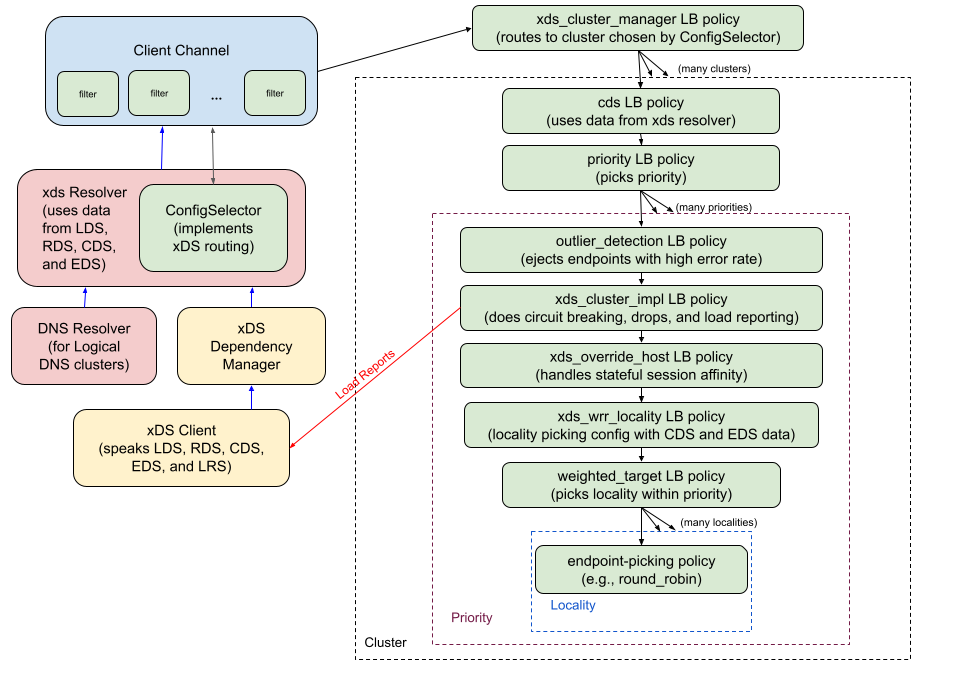 Client Channel
filter
filter
...
filter
xds Resolver
(uses data
from LDS,
RDS, CDS,
and EDS)
ConfigSelector
(implements
xDS routing)
DNS Resolver
(for Logical
DNS clusters)
xDS
Dependency
Manager
xDS Client
(speaks LDS, RDS, CDS,
EDS, and LRS)
Load Reports
xds_cluster_manager LB policy
(routes to cluster chosen by ConfigSelector)
(many clusters)
cds LB policy
(uses data from xds resolver)
priority LB policy
(picks priority)
(many priorities)
outlier_detection LB policy
(ejects endpoints with high error rate)
xds_cluster_impl LB policy
(does circuit breaking, drops, and load reporting)
xds_override_host LB policy
(handles stateful session affinity)
xds_wrr_locality LB policy
(locality picking config with CDS and EDS data)
weighted_target LB policy
(picks locality within priority)
(many localities)
endpoint-picking policy
(e.g., round_robin)
Locality
Priority
Cluster